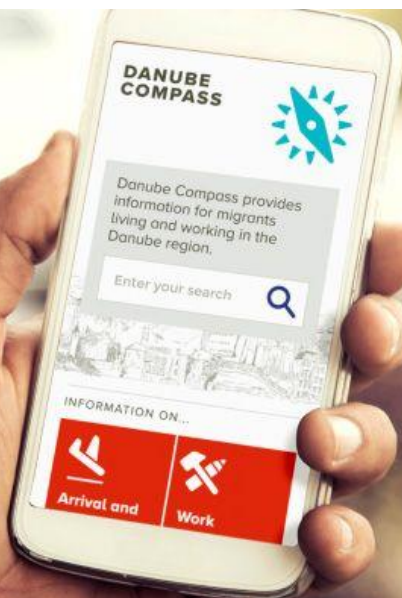 DANUBE
COMPASS
Danube Compass provides
information for migrants
living and working in the
Danube region.
Enter your search
INFORMATION ON...
Arrival and
Work